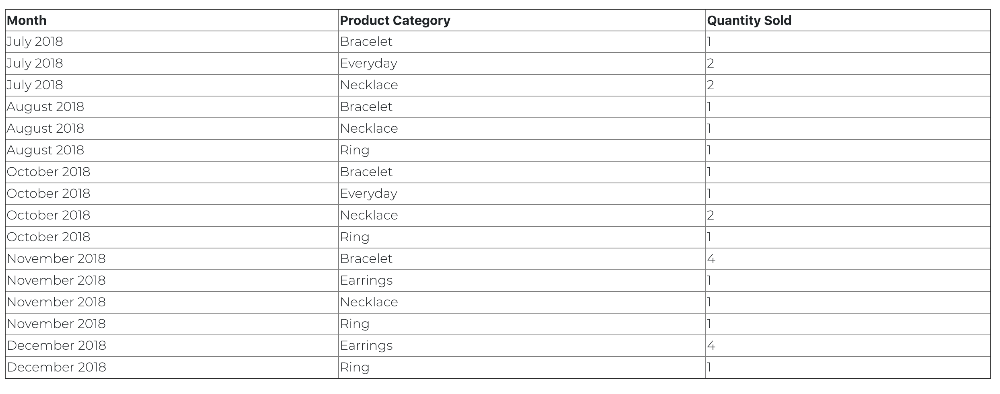 Month Product Category Quantity Sold
July 2018 Bracelet 1
July 2018 Everyday 2
July 2018 Necklace 2
August 2018 Bracelet 1
August 2018 Necklace 1
August 2018 Ring 1
October 2018 Bracelet 1
October 2018 Everyday 1
October 2018 Necklace 2
October 2018 Ring 1
November 2018 Bracelet 4
November 2018 Earrings 1
November 2018 Necklace 1
November 2018 Ring 1
December 2018 Earrings 4
December 2018 Ring 1